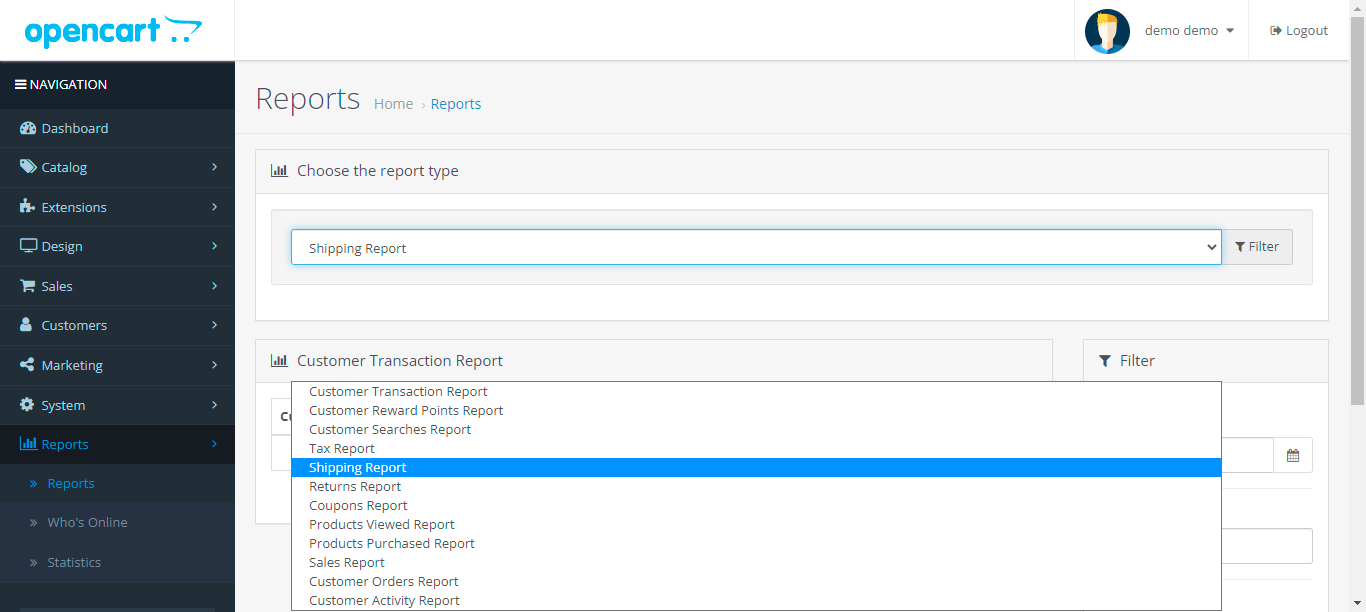 opencart
demo demo
Logout
NAVIGATION
Dashboard
Catalog
Extensions
Design
Sales
Customers
Marketing
System
Reports
» Reports
» Who's Online
» Statistics
Reports Home › Reports
Choose the report type
Shipping Report
Filter
Customer Transaction Report
Filter
Customer Transaction Report
Customer Reward Points Report
Customer Searches Report
Tax Report
Shipping Report
Returns Report
Coupons Report
Products Viewed Report
Products Purchased Report
Sales Report
Customer Orders Report
Customer Activity Report